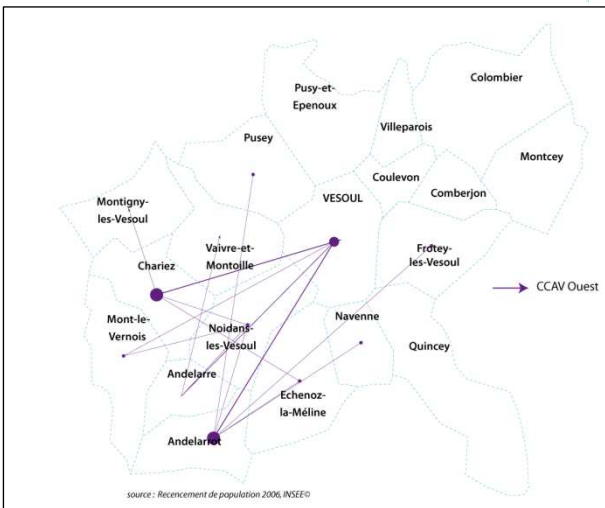 Colombier
Pusy-et-
Epenoux
Villeparois
Pusey
Montcey
Coulevon
VESOUL
Comberjon
Montigny-
les-Vesoul
Vaivre-et-
Montoille
Frotey-
les-Vesoul
Chariez
CCAV Ouest
Mont-le-
Vernois
Noidans-
les-Vesoul
Navenne
Quincey
Andelarre
Echenoz-
la-Méline
Andelarrot
source : Recencement de population 2006, INSEE©